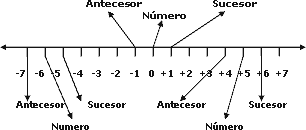 Antecesor Sucesor
Número
-7 -6 -5 -4 -3 -2 -1 0 +1 +2 +3 +4 +5 +6 +7
Antecesor Sucesor Antecesor Sucesor
Numero Número